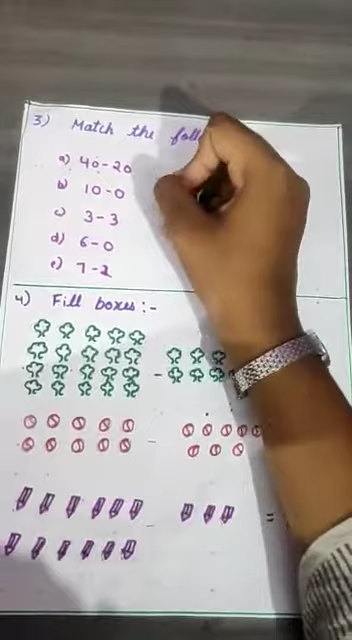 3) Match the foll
a) 40-20
b) 10-0
c) 3-3
d) 6-0
e) 7-2
4) Fill boxes :-
-
-
- =